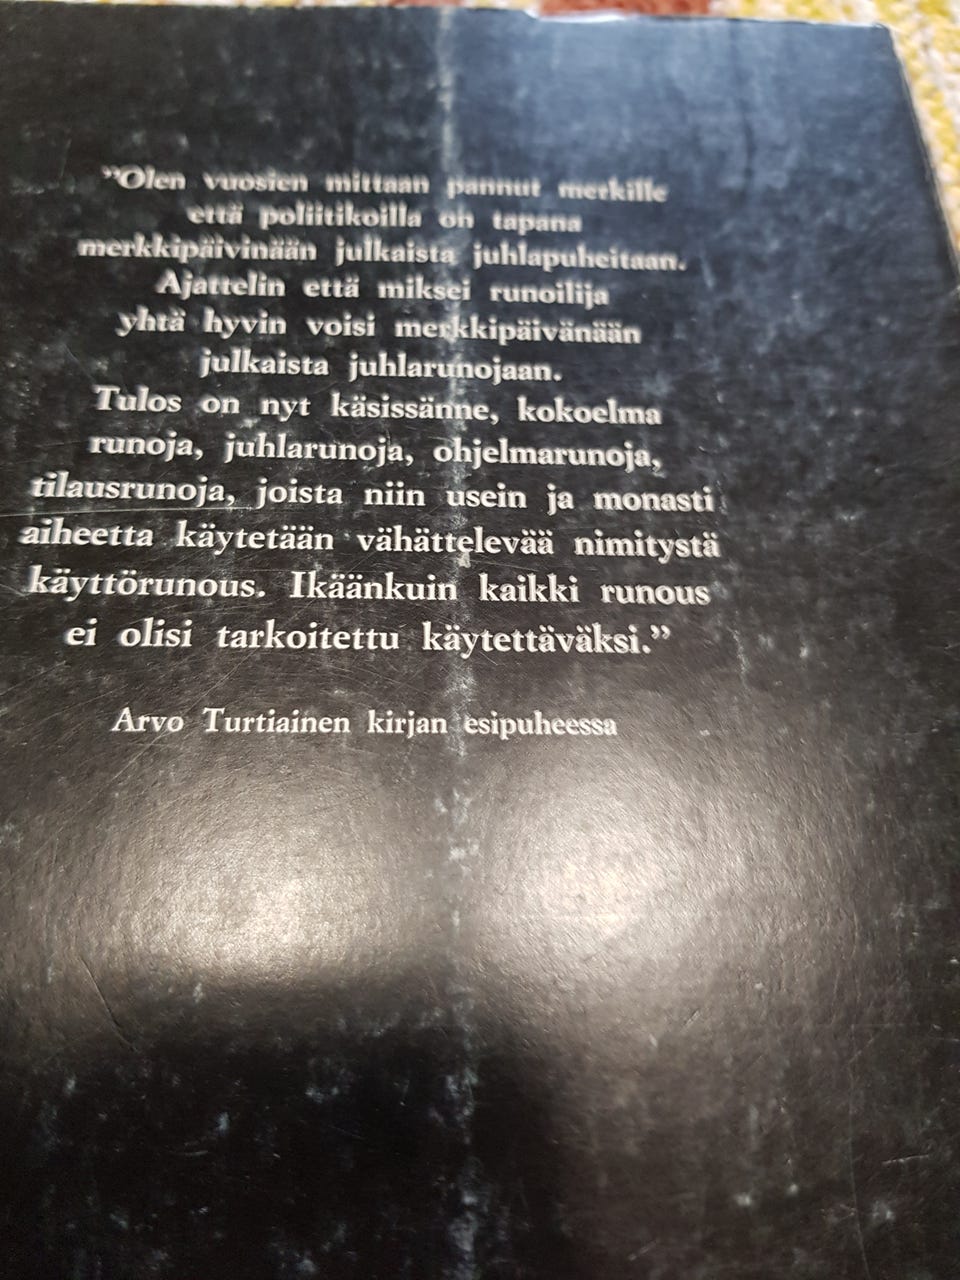 ”Olen vuosien mittaan pannut merkille
että poliitikoilla on tapana
merkkipäivinään julkaista juhlapuheitaan.
Ajattelin että miksei runoilija
yhtä hyvin voisi merkkipäivänään
julkaista juhlarunojaan.
Tulos on nyt käsissänne, kokoelma
runoja, juhlarunoja, ohjelmarunoja,
tilausrunoja, joista niin usein ja monasti
aiheetta käytetään vähättelevää nimitystä
käyttörunous. Ikäänkuin kaikki runous
ei olisi tarkoitettu käytettäväksi.”
Arvo Turtiainen kirjan esipuheessa